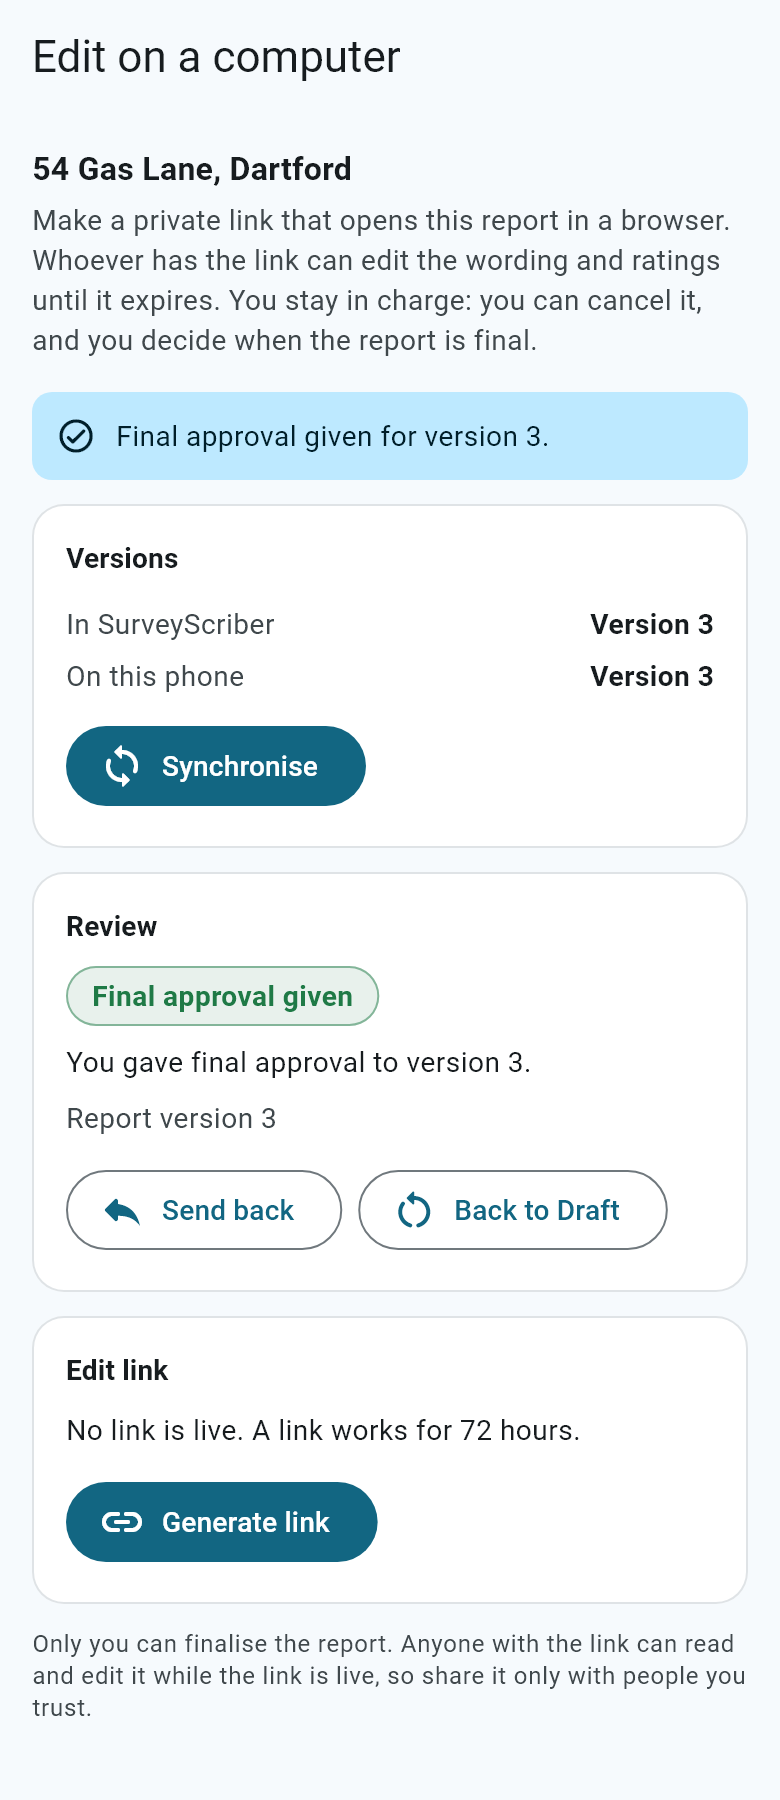 Edit on a computer
54 Gas Lane, Dartford
Make a private link that opens this report in a browser.
Whoever has the link can edit the wording and ratings
until it expires. You stay in charge: you can cancel it,
and you decide when the report is final.
Final approval given for version 3.
Versions
In SurveyScriber Version 3
On this phone Version 3
Synchronise
Review
Final approval given
You gave final approval to version 3.
Report version 3
Send back Back to Draft
Edit link
No link is live. A link works for 72 hours.
Generate link
Only you can finalise the report. Anyone with the link can read
and edit it while the link is live, so share it only with people you
trust.